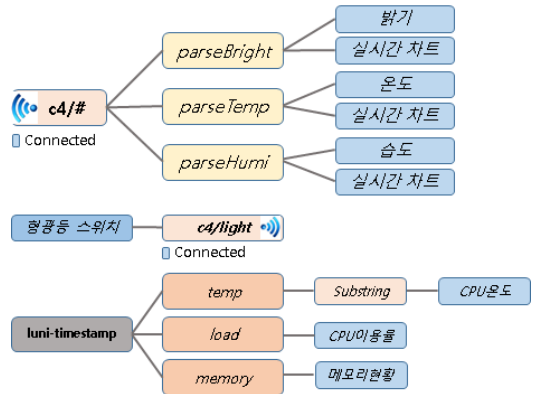 밝기
parseBright
실시간 차트
c4/#
Connected
온도
parseTemp
실시간 차트
습도
parseHumi
실시간 차트
형광등 스위치
c4/light
Connected
temp
Substring
CPU온도
luni-timestamp
load
CPU이용율
memory
메모리현황